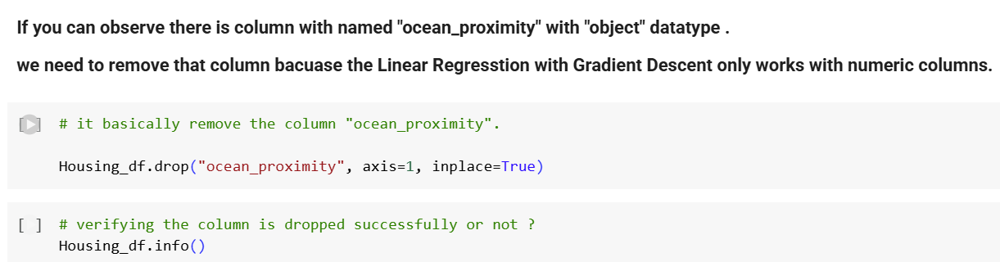 If you can observe there is column with named "ocean_proximity" with "object" datatype .
we need to remove that column bacuase the Linear Regresstion with Gradient Descent only works with numeric columns.
[ ] # it basically remove the column "ocean_proximity".
Housing_df.drop("ocean_proximity", axis=1, inplace=True)
[ ] # verifying the column is dropped successfully or not ?
Housing_df.info()